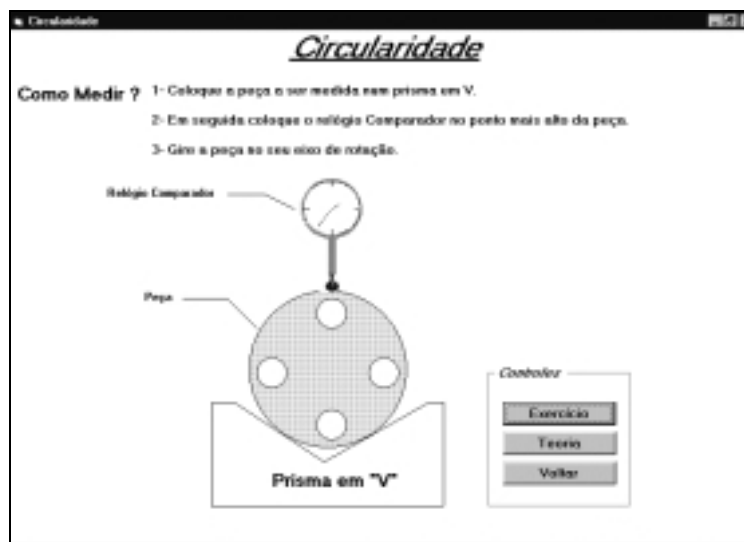 Circularidade
Circularidade
Como Medir ? 1- Coloque a peça a ser medida num prisma em V.
2- Em seguida coloque o relógio Comparador no ponto mais alto da peça.
3- Gire a peça no seu eixo de rotação.
Relógio Comparador
Peça
Controles
Exercício
Teoria
Voltar
Prisma em "V"